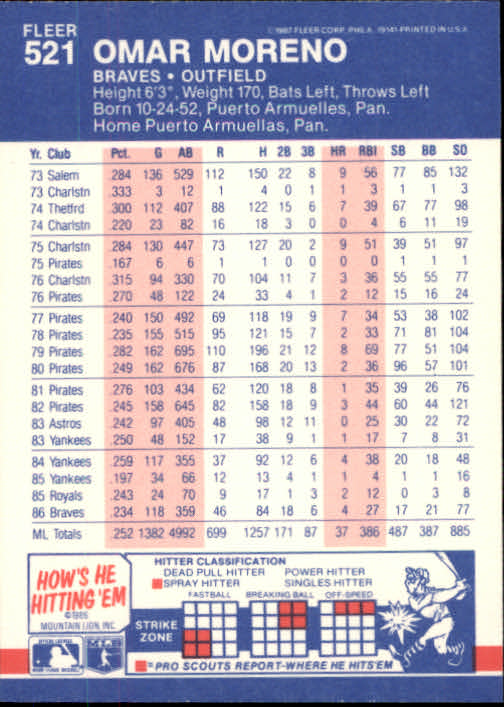 FLEER
521 OMAR MORENO
©1987 FLEER CORP. PHILA. 19141-PRINTED IN U.S.A.
BRAVES • OUTFIELD
Height 6'3", Weight 170, Bats Left, Throws Left
Born 10-24-52, Puerto Armuelles, Pan.
Home Puerto Armuellas, Pan.
Yr. Club Pct. G AB R H 2B 3B HR RBI SB BB SO
73 Salem .284 136 529 112 150 22 8 9 56 77 85 132
73 Charlstn .333 3 12 1 4 0 1 1 3 1 1 3
74 Thetfrd .300 112 407 88 122 15 6 7 39 67 77 98
74 Charlstn .220 23 82 16 18 3 0 0 4 6 11 19
75 Charlstn .284 130 447 73 127 20 2 9 51 39 51 97
75 Pirates .167 6 6 1 1 0 0 0 0 1 1 1
76 Charlstn .315 94 330 70 104 11 7 3 36 55 55 77
76 Pirates .270 48 122 24 33 4 1 2 12 15 16 24
77 Pirates .240 150 492 69 118 19 9 7 34 53 38 102
78 Pirates .235 155 515 95 121 15 7 2 33 71 81 104
79 Pirates .282 162 695 110 196 21 12 8 69 77 51 104
80 Pirates .249 162 676 87 168 20 13 2 36 96 57 101
81 Pirates .276 103 434 62 120 18 8 1 35 39 26 76
82 Pirates .245 158 645 82 158 18 9 3 44 60 44 121
83 Astros .242 97 405 48 98 12 11 0 25 30 22 72
83 Yankees .250 48 152 17 38 9 1 1 17 7 8 31
84 Yankees .259 117 355 37 92 12 6 4 38 20 18 48
85 Yankees .197 34 66 12 13 4 1 1 4 1 1 16
85 Royals .243 24 70 9 17 1 3 2 12 0 3 8
86 Braves .234 118 359 46 84 18 6 4 27 17 21 77
ML Totals .252 1382 4992 699 1257 171 87 37 386 487 387 885
HOW'S HE
HITTING 'EM
©1986
MOUNTAIN LION, INC.
HITTER CLASSIFICATION
DEAD PULL HITTER POWER HITTER
SPRAY HITTER SINGLES HITTER
FASTBALL BREAKING BALL OFF-SPEED
STRIKE
ZONE
=PRO SCOUTS REPORT-WHERE HE HITS'EM